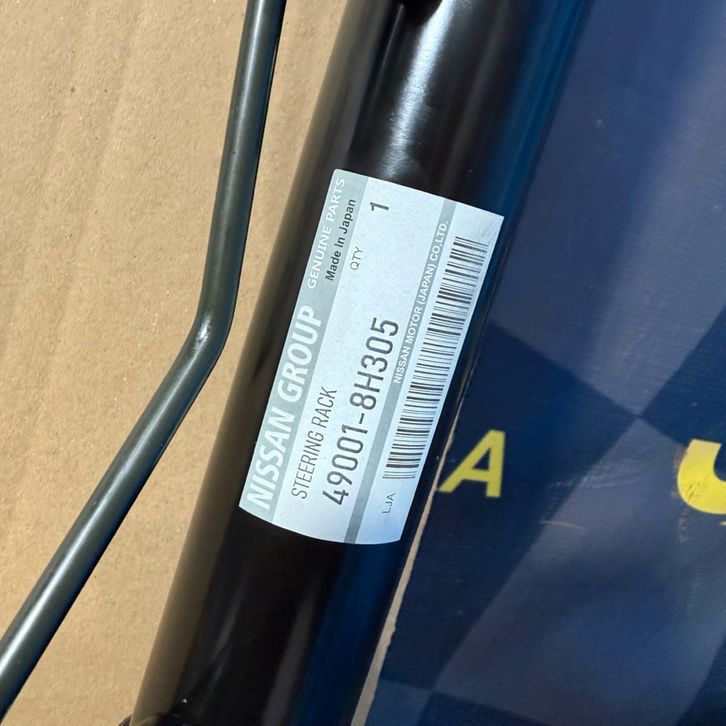 NISSAN GROUP GENUINE PARTS
Made In Japan
STEERING RACK
QTY 1
49001-8H305
LJA
NISSAN MOTOR (JAPAN) CO.LTD.
A